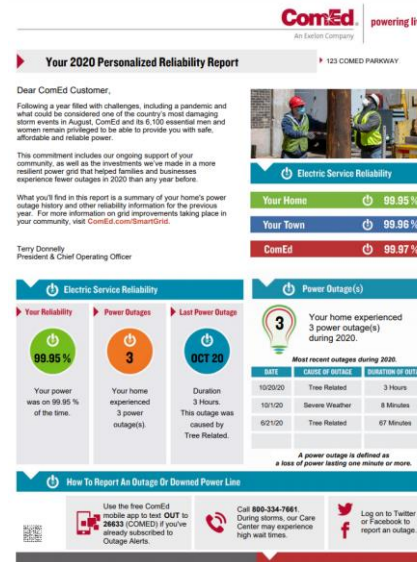 ComEd.
powering
An Exelon Company
Your 2020 Personalized Reliability Report
123 COMED PARKWAY
Dear ComEd Customer,
Following a year filled with challenges, including a pandemic and
what could be considered one of the country's most damaging
storm events in August, ComEd and its 6,100 essential men and
women remain privileged to be able to provide you with safe,
affordable and reliable power.
This commitment includes our ongoing support of your
community, as well as the investments we've made in a more
resilient power grid that helped families and businesses
experience fewer outages in 2020 than any year before.
What you'll find in this report is a summary of your home's power
outage history and other reliability information for the previous
year. For more information on grid improvements taking place in
your community, visit ComEd.com/SmartGrid.
Terry Donnelly
President & Chief Operating Officer
Electric Service Reliability
Your Home 99.95%
Your Town 99.96%
ComEd 99.97%
Electric Service Reliability
Your Reliability
99.95%
Your power
was on 99.95 %
of the time.
Power Outages
3
Your home
experienced
3 power
outage(s).
Last Power Outage
OCT 20
Duration
3 Hours.
This outage was
caused by
Tree Related.
Power Outage(s)
3
Your home experienced
3 power outage(s)
during 2020.
Most recent outages during 2020.
DATE CAUSE OF OUTAGE DURATION OF
10/20/20 Tree Related 3 Hours
10/1/20 Severe Weather 8 Minutes
6/21/20 Tree Related 67 Minutes
A power outage is defined as
a loss of power lasting one minute or more.
How To Report An Outage Or Downed Power Line
Use the free ComEd
mobile app to text OUT to
26633 (COMED) if you've
already subscribed to
Outage Alerts.
Call 800-334-7661.
During storms, our Care
Center may experience
high wait times.
Log on to Twitter
or Facebook to
report an outage.